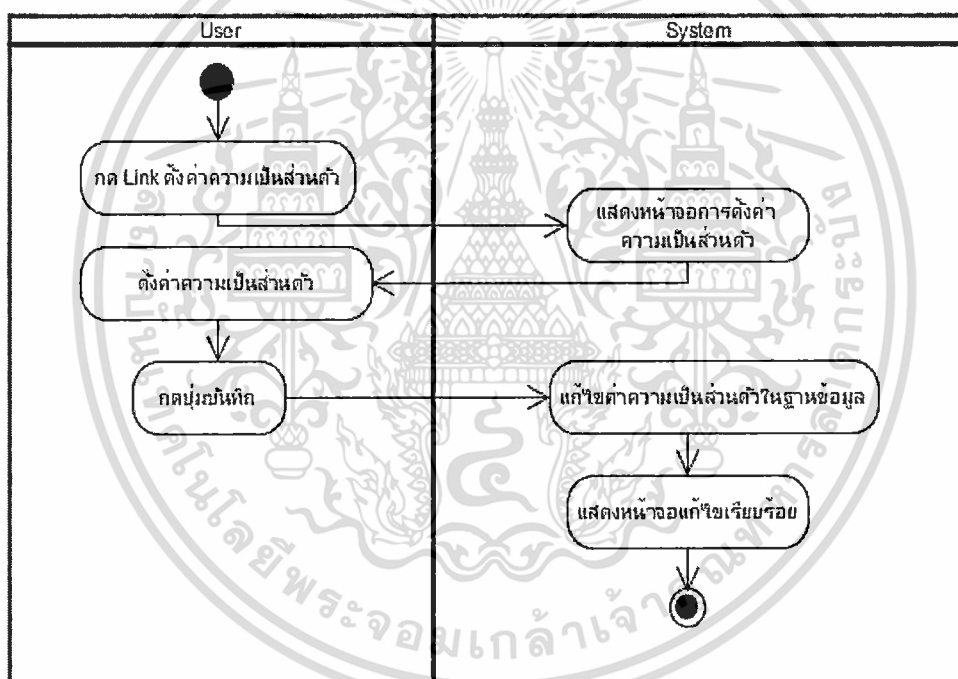 User
System
กด Link ตั้งค่าความเป็นส่วนตัว
แสดงหน้าจอการตั้งค่า
ความเป็นส่วนตัว
ตั้งค่าความเป็นส่วนตัว
กดปุ่มบันทึก
แก้ไขค่าความเป็นส่วนตัวในฐานข้อมูล
แสดงหน้าจอแก้ไขเรียบร้อย